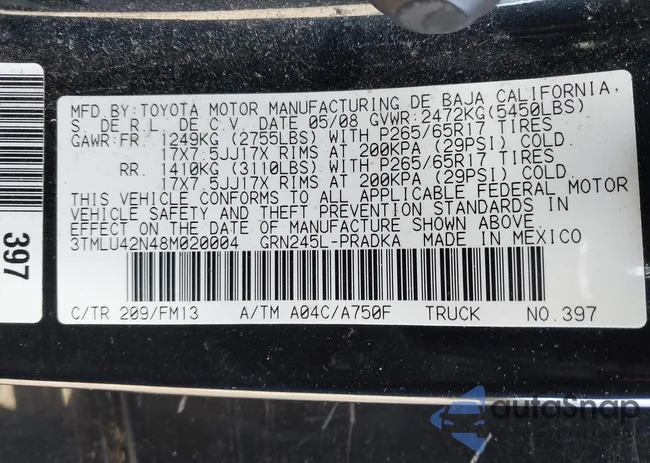 MFD.BY:TOYOTA MOTOR MANUFACTURING DE BAJA CALIFORNIA,
S. DE R.L. DE C.V. DATE 05/08 GVWR:2472KG(5450LBS)
GAWR:FR. 1249KG (2755LBS) WITH P265/65R17 TIRES
17X7.5JJ17X RIMS AT 200KPA (29PSI) COLD.
RR. 1410KG (3110LBS) WITH P265/65R17 TIRES
17X7.5JJ17X RIMS AT 200KPA (29PSI) COLD.
THIS VEHICLE CONFORMS TO ALL APPLICABLE FEDERAL MOTOR
VEHICLE SAFETY AND THEFT PREVENTION STANDARDS IN
EFFECT ON THE DATE OF MANUFACTURE SHOWN ABOVE.
3TMLU42N48M020004 GRN245L-PRADKA MADE IN MEXICO
C/TR 209/FM13 A/TM A04C/A750F TRUCK NO.397
397
autoSnap